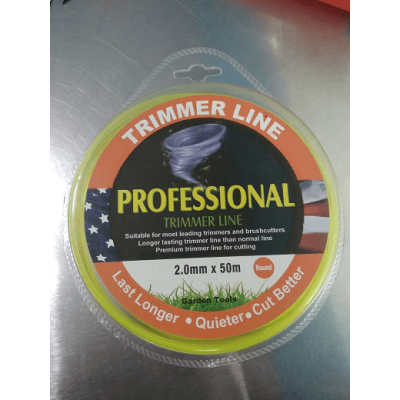 TRIMMER LINE
PROFESSIONAL
TRIMMER LINE
Suitable for most leading trimmers and brushcutters
Longer lasting trimmer line than normal line
Premium trimmer line for cutting
2.0mm x 50m
Round
Garden Tools
Last Longer • Quieter • Cut Better